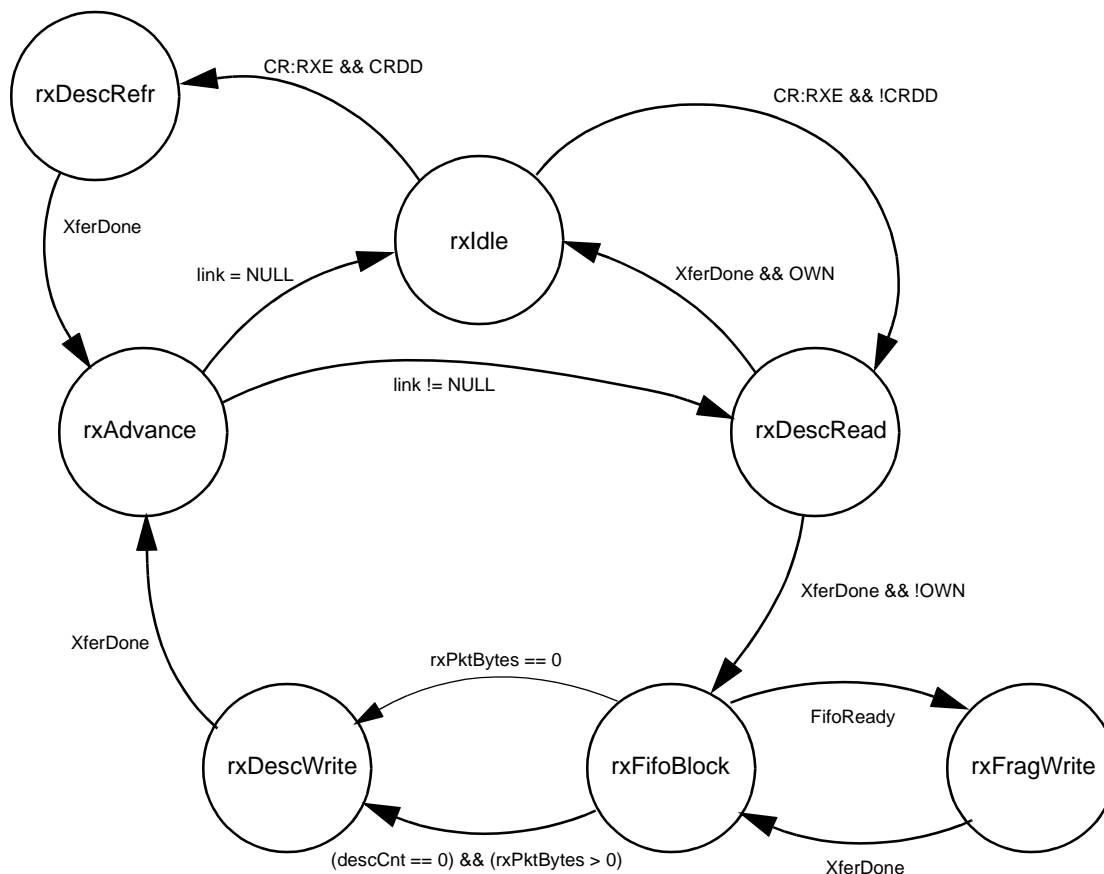 CR:RXE && CRDD
rxDescRefr
CR:RXE && !CRDD
XferDone
rxIdle
link = NULL
XferDone && OWN
link != NULL
rxAdvance
rxDescRead
XferDone && !OWN
XferDone
rxPktBytes == 0
FifoReady
rxDescWrite
rxFifoBlock
rxFragWrite
(descCnt == 0) && (rxPktBytes > 0)
XferDone